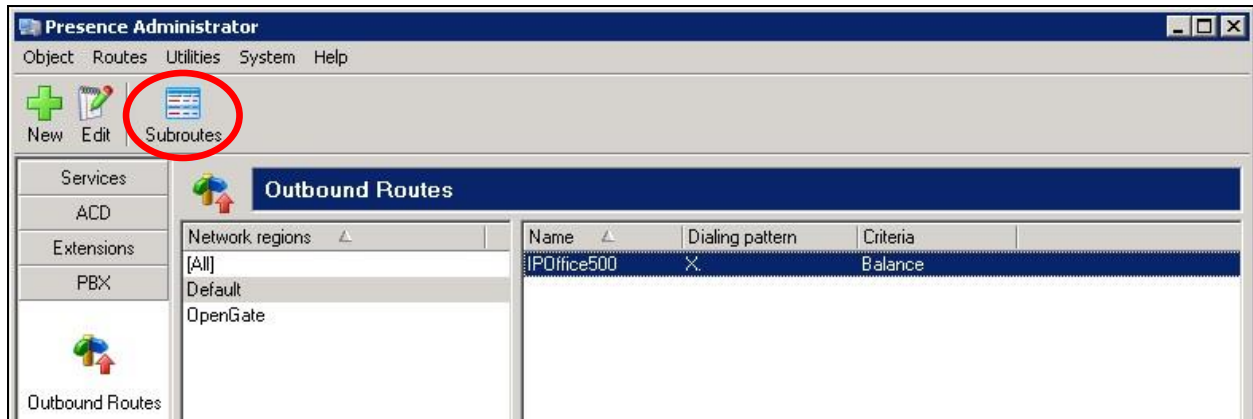 Presence Administrator
Object Routes Utilities System Help
New Edit Subroutes
Services
ACD
Extensions
PBX
Outbound Routes
Outbound Routes
Network regions
[All]
Default
OpenGate
Name Dialing pattern Criteria
IPOffice500 X. Balance